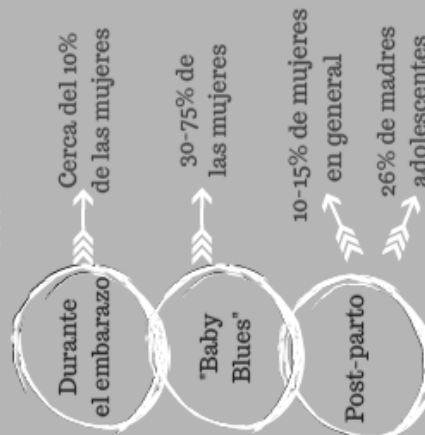 Durante
el embarazo
Cerca del 10%
de las mujeres
"Baby
Blues"
30-75% de
las mujeres
Post-parto
10-15% de mujeres
en general
26% de madres
adolescentes